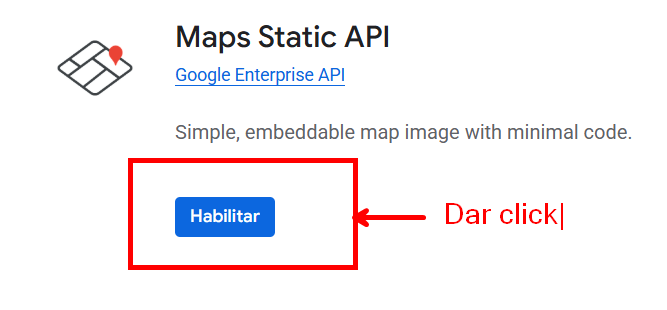 Maps Static API
Google Enterprise API
Simple, embeddable map image with minimal code.
Habilitar
Dar click